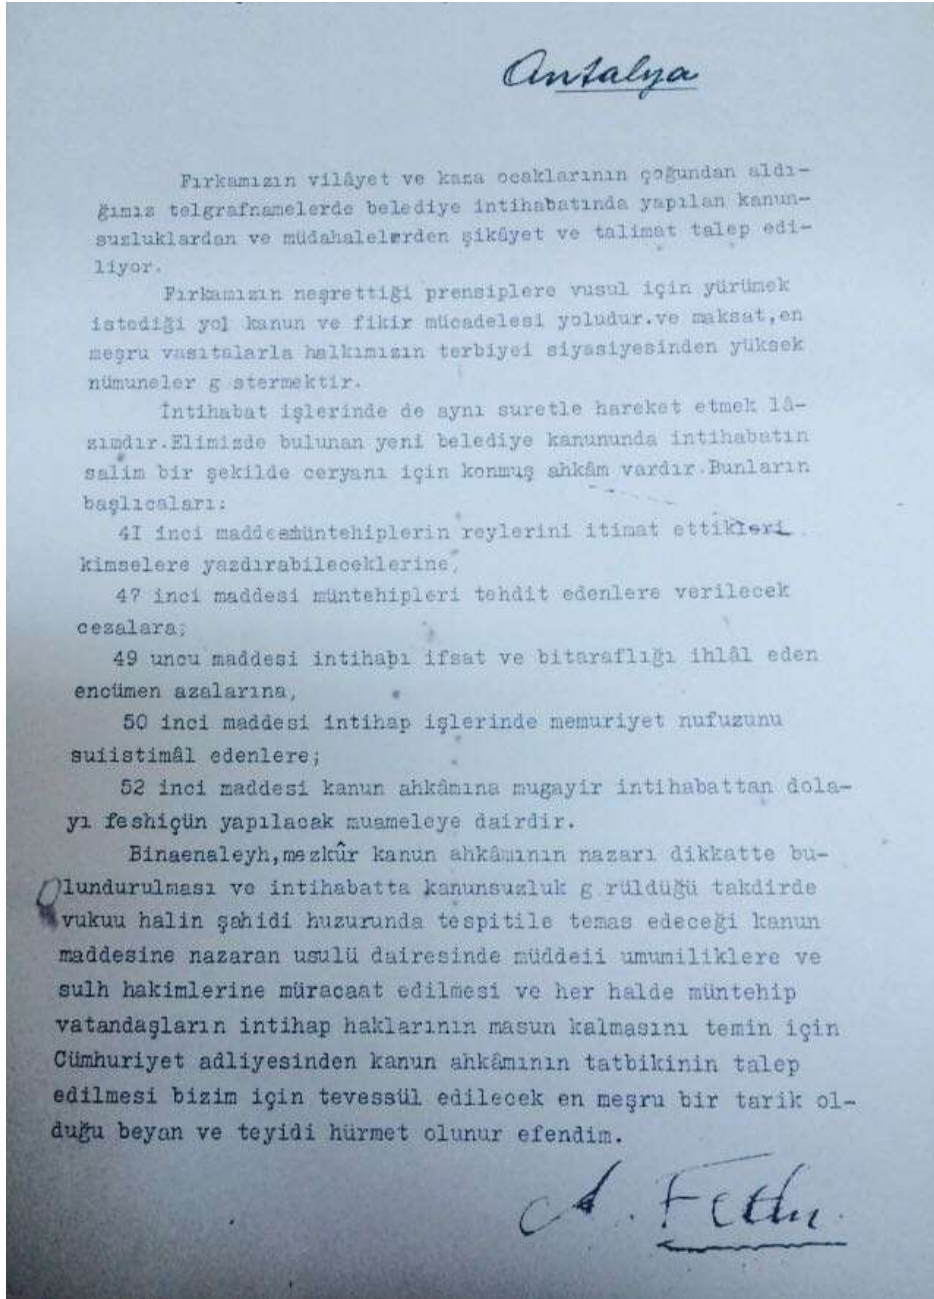 Antalya
Fırkamızın vilâyet ve kaza ocaklarının çoğundan aldı-
ğımız telgrafnamelerde belediye intihabatında yapılan kanun-
suzluklardan ve müdahalelerden şikâyet ve talimat talep edi-
liyor.
Fırkamızın neşrettiği prensiplere vusul için yürümek
istediği yol kanun ve fikir mücadelesi yoludur.ve maksat,en
meşru vasıtalarla halkımızın terbiyei siyasiyesinden yüksek
nümuneler g stermektir.
İntihabat işlerinde de aynı suretle hareket etmek lâ-
zımdır.Elimizde bulunan yeni belediye kanununda intihabatın
salim bir şekilde ceryanı için konmuş ahkâm vardır.Bunların
başlıcaları:
4I inci maddesimüntehiplerin reylerini itimat ettikleri
kimselere yazdırabileceklerine,
47 inci maddesi müntehipleri tehdit edenlere verilecek
cezalara;
49 uncu maddesi intihabı ifsat ve bitaraflığı ihlâl eden
encümen azalarına,
50 inci maddesi intihap işlerinde memuriyet nufuzunu
suiistimâl edenlere;
52 inci maddesi kanun ahkâmına mugayir intihabattan dola-
yı feshiçün yapılacak muameleye dairdir.
Binaenaleyh,mezkûr kanun ahkâmının nazarı dikkatte bu-
lundurulması ve intihabatta kanunsuzluk g rüldüğü takdirde
vukuu halin şahidi huzurunda tespitile temas edeceği kanun
maddesine nazaran usulü dairesinde müddeii umumiliklere ve
sulh hakimlerine müracaat edilmesi ve her halde müntehip
vatandaşların intihap haklarının masun kalmasını temin için
Cümhuriyet adliyesinden kanun ahkâmının tatbikinin talep
edilmesi bizim için tevessül edilecek en meşru bir tarik ol-
duğu beyan ve teyidi hürmet olunur efendim.
A. Fethi